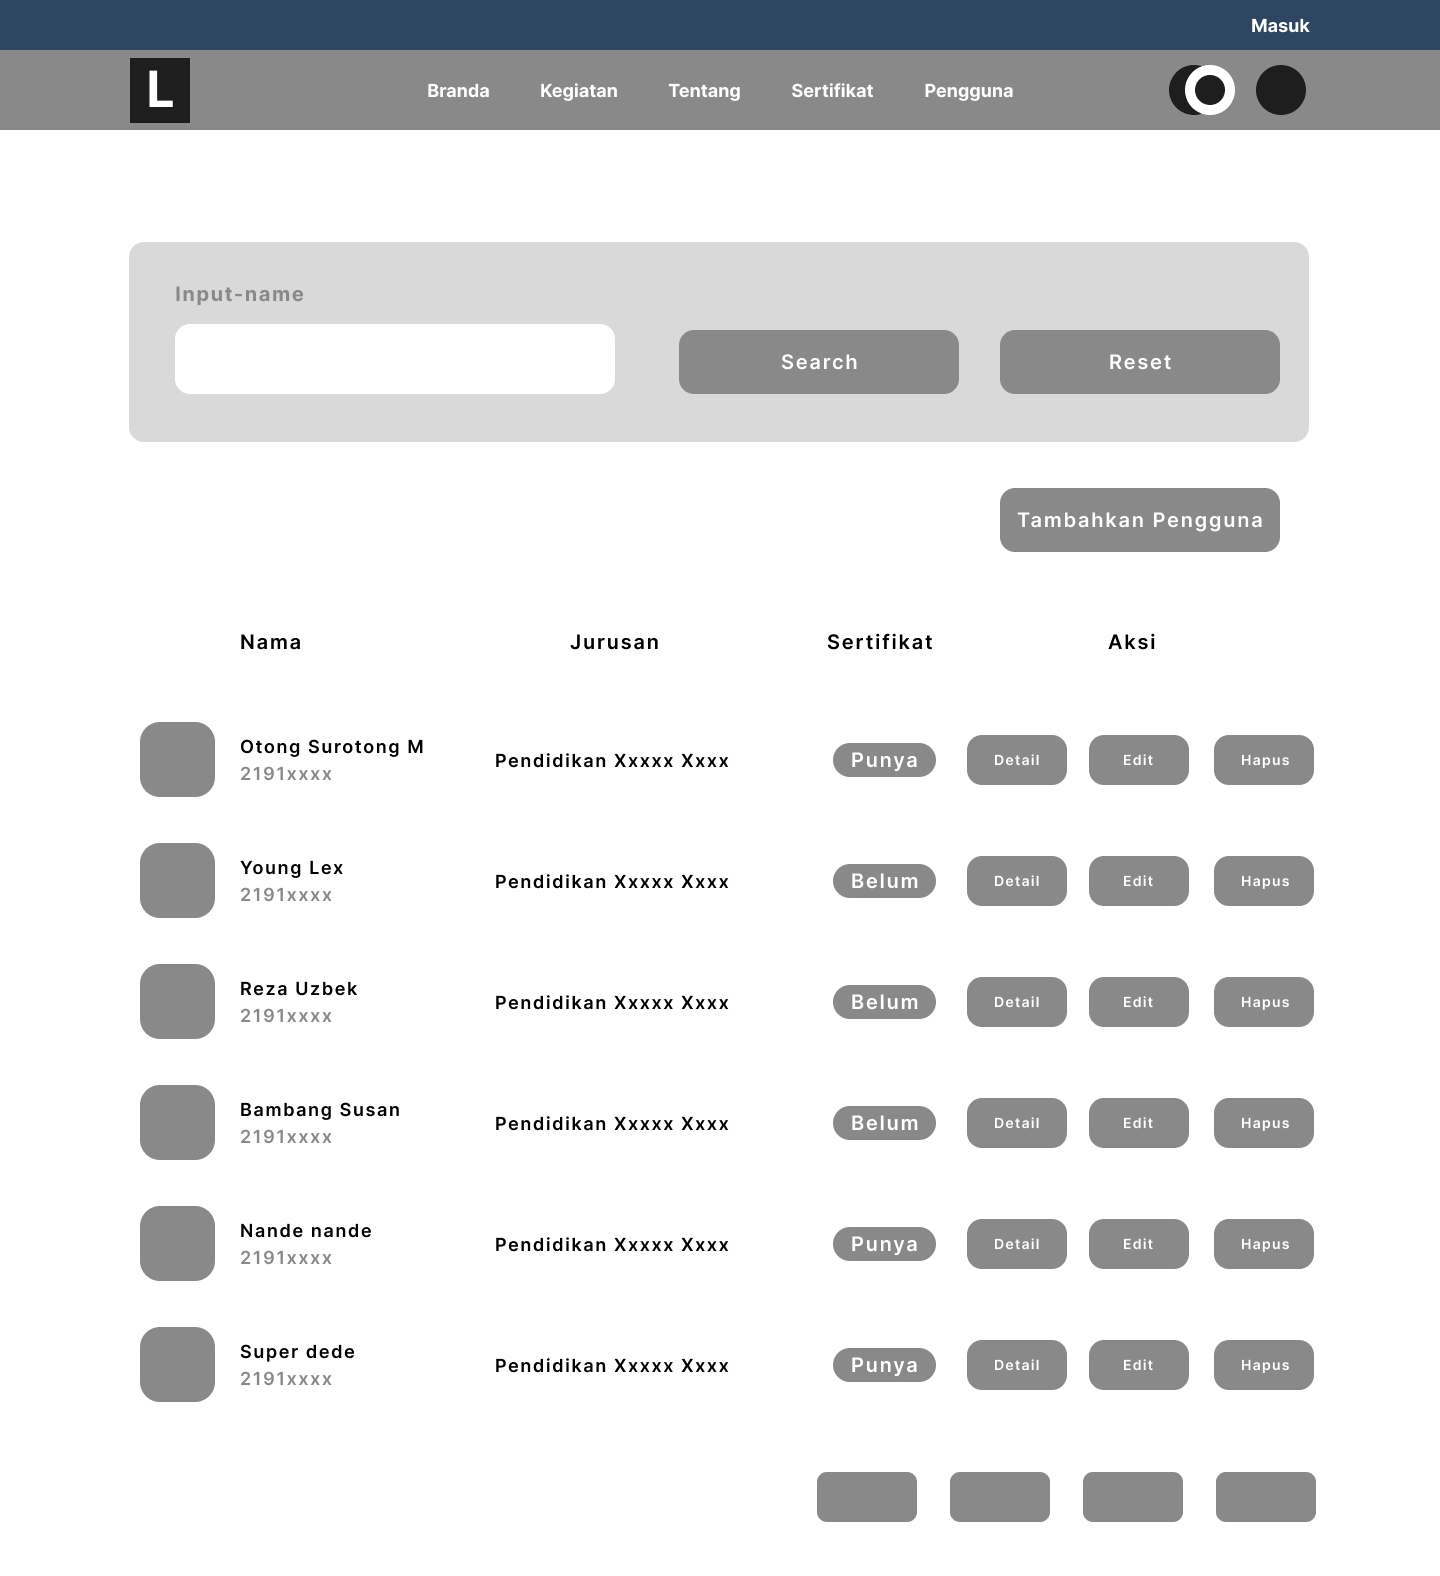 Masuk
L
Branda Kegiatan Tentang Sertifikat Pengguna
Input-name
Search Reset
Tambahkan Pengguna
Nama Jurusan Sertifikat Aksi
Otong Surotong M
2191xxxx
Pendidikan Xxxxx Xxxx Punya Detail Edit Hapus
Young Lex
2191xxxx
Pendidikan Xxxxx Xxxx Belum Detail Edit Hapus
Reza Uzbek
2191xxxx
Pendidikan Xxxxx Xxxx Belum Detail Edit Hapus
Bambang Susan
2191xxxx
Pendidikan Xxxxx Xxxx Belum Detail Edit Hapus
Nande nande
2191xxxx
Pendidikan Xxxxx Xxxx Punya Detail Edit Hapus
Super dede
2191xxxx
Pendidikan Xxxxx Xxxx Punya Detail Edit Hapus